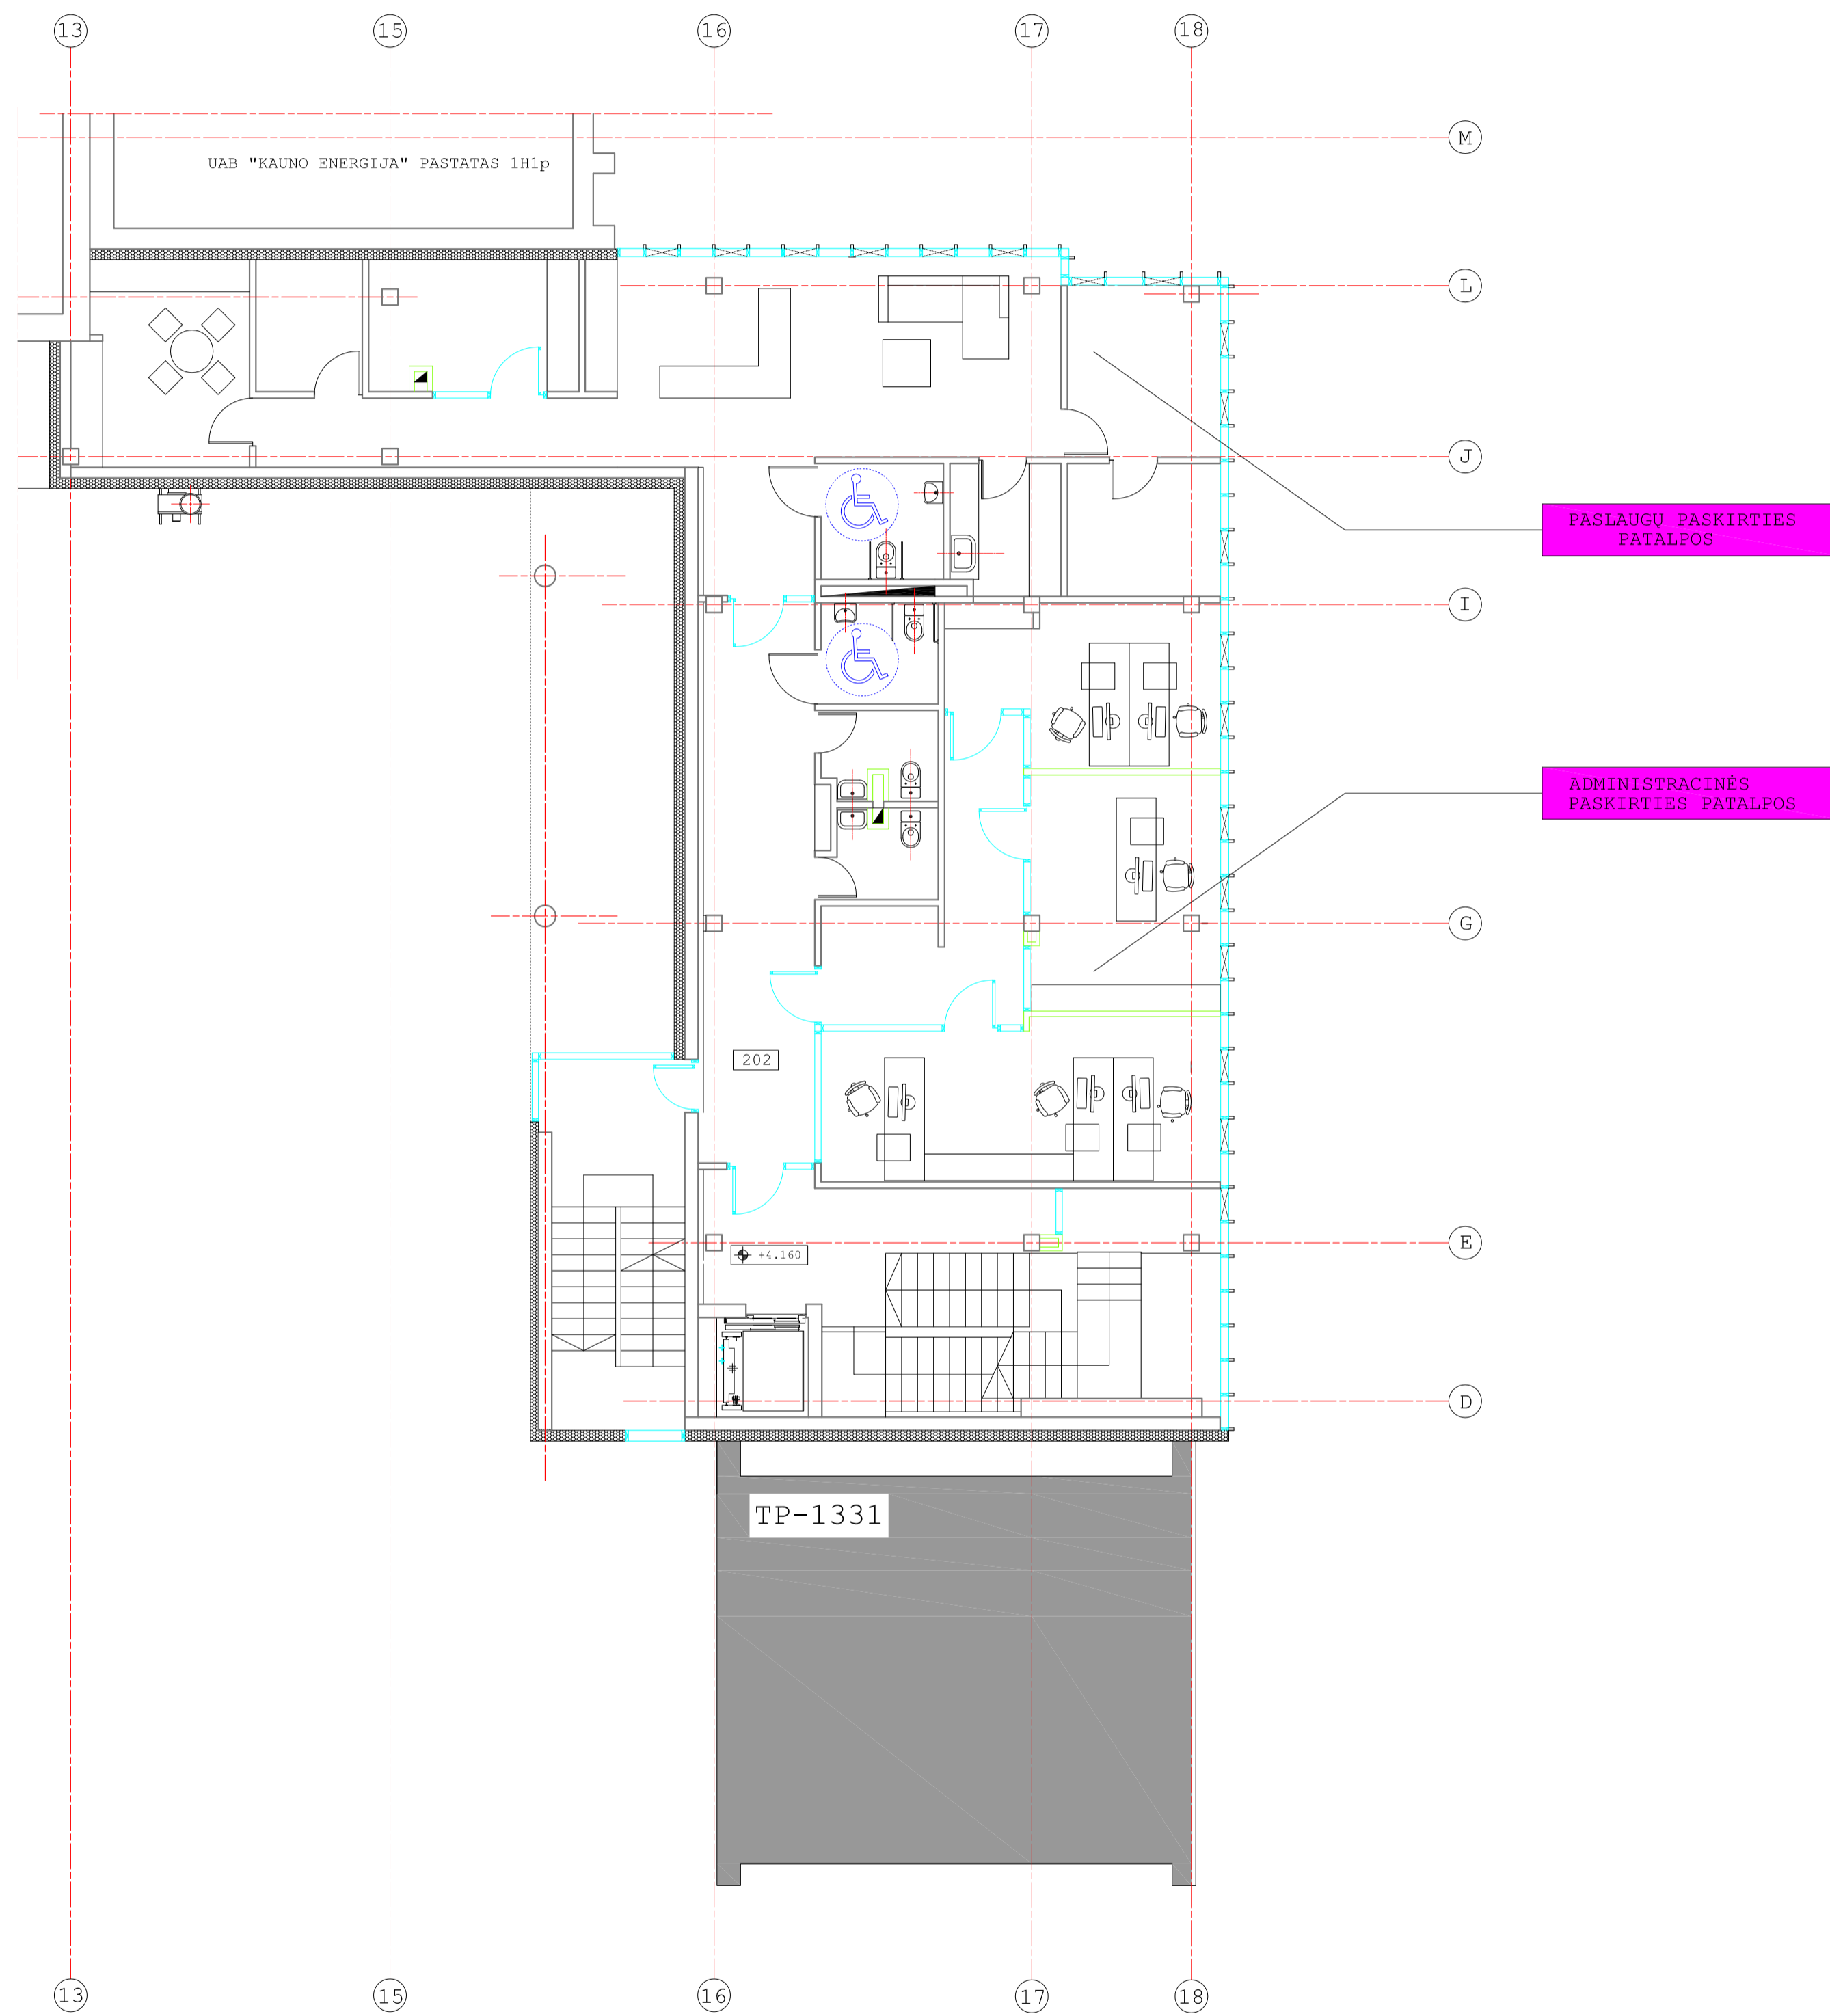 13 15 16 17 18
M
UAB "KAUNO ENERGIJA" PASTATAS 1H1p
L
J
PASLAUGŲ PASKIRTIES
PATALPOS
I
ADMINISTRACINĖS
PASKIRTIES PATALPOS
G
202
E
+4.160
D
TP-1331
13 15 16 17 18